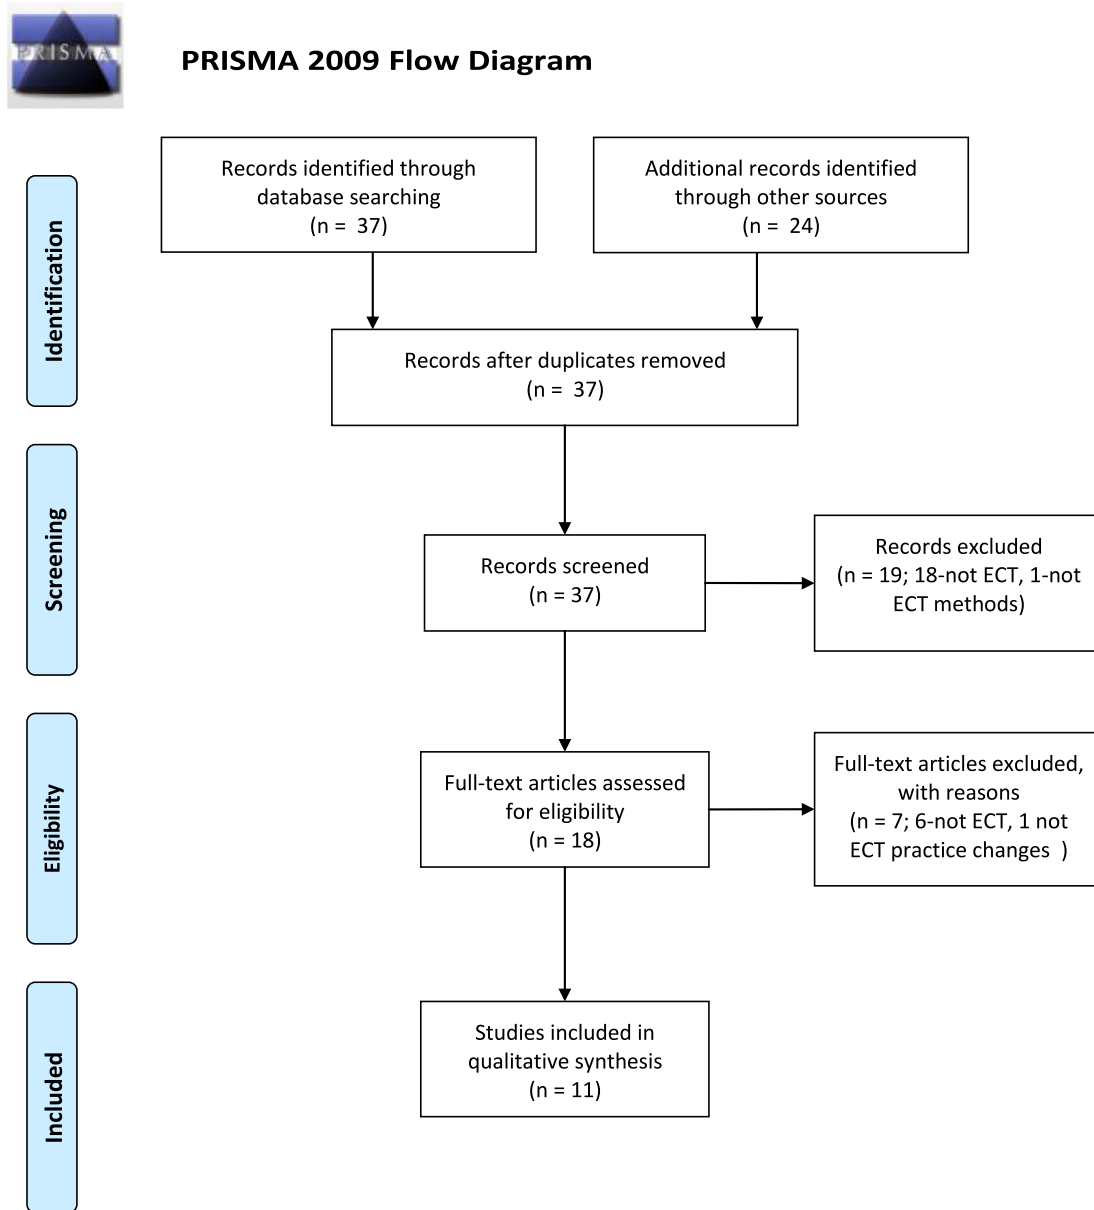 PRISMA
PRISMA 2009 Flow Diagram
Identification
Records identified through
database searching
(n = 37)
Additional records identified
through other sources
(n = 24)
Records after duplicates removed
(n = 37)
Screening
Records screened
(n = 37)
Records excluded
(n = 19; 18-not ECT, 1-not
ECT methods)
Eligibility
Full-text articles assessed
for eligibility
(n = 18)
Full-text articles excluded,
with reasons
(n = 7; 6-not ECT, 1 not
ECT practice changes )
Included
Studies included in
qualitative synthesis
(n = 11)